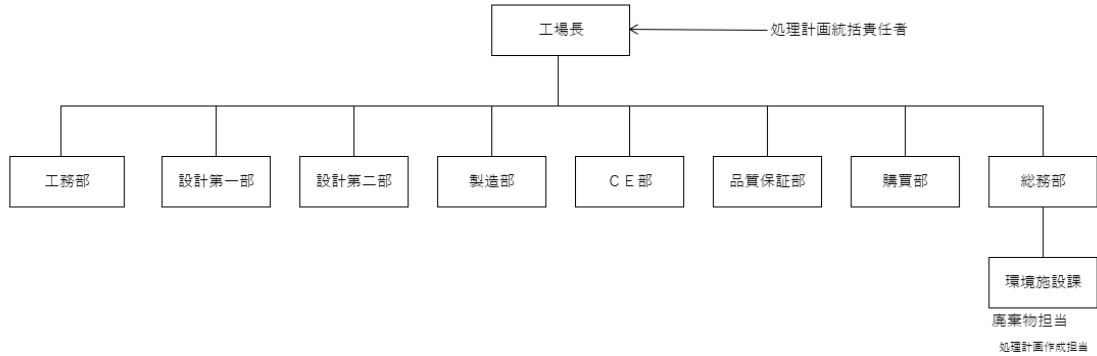 工場長
処理計画統括責任者
工務部
設計第一部
設計第二部
製造部
ＣＥ部
品質保証部
購買部
総務部
環境施設課
廃棄物担当
処理計画作成担当